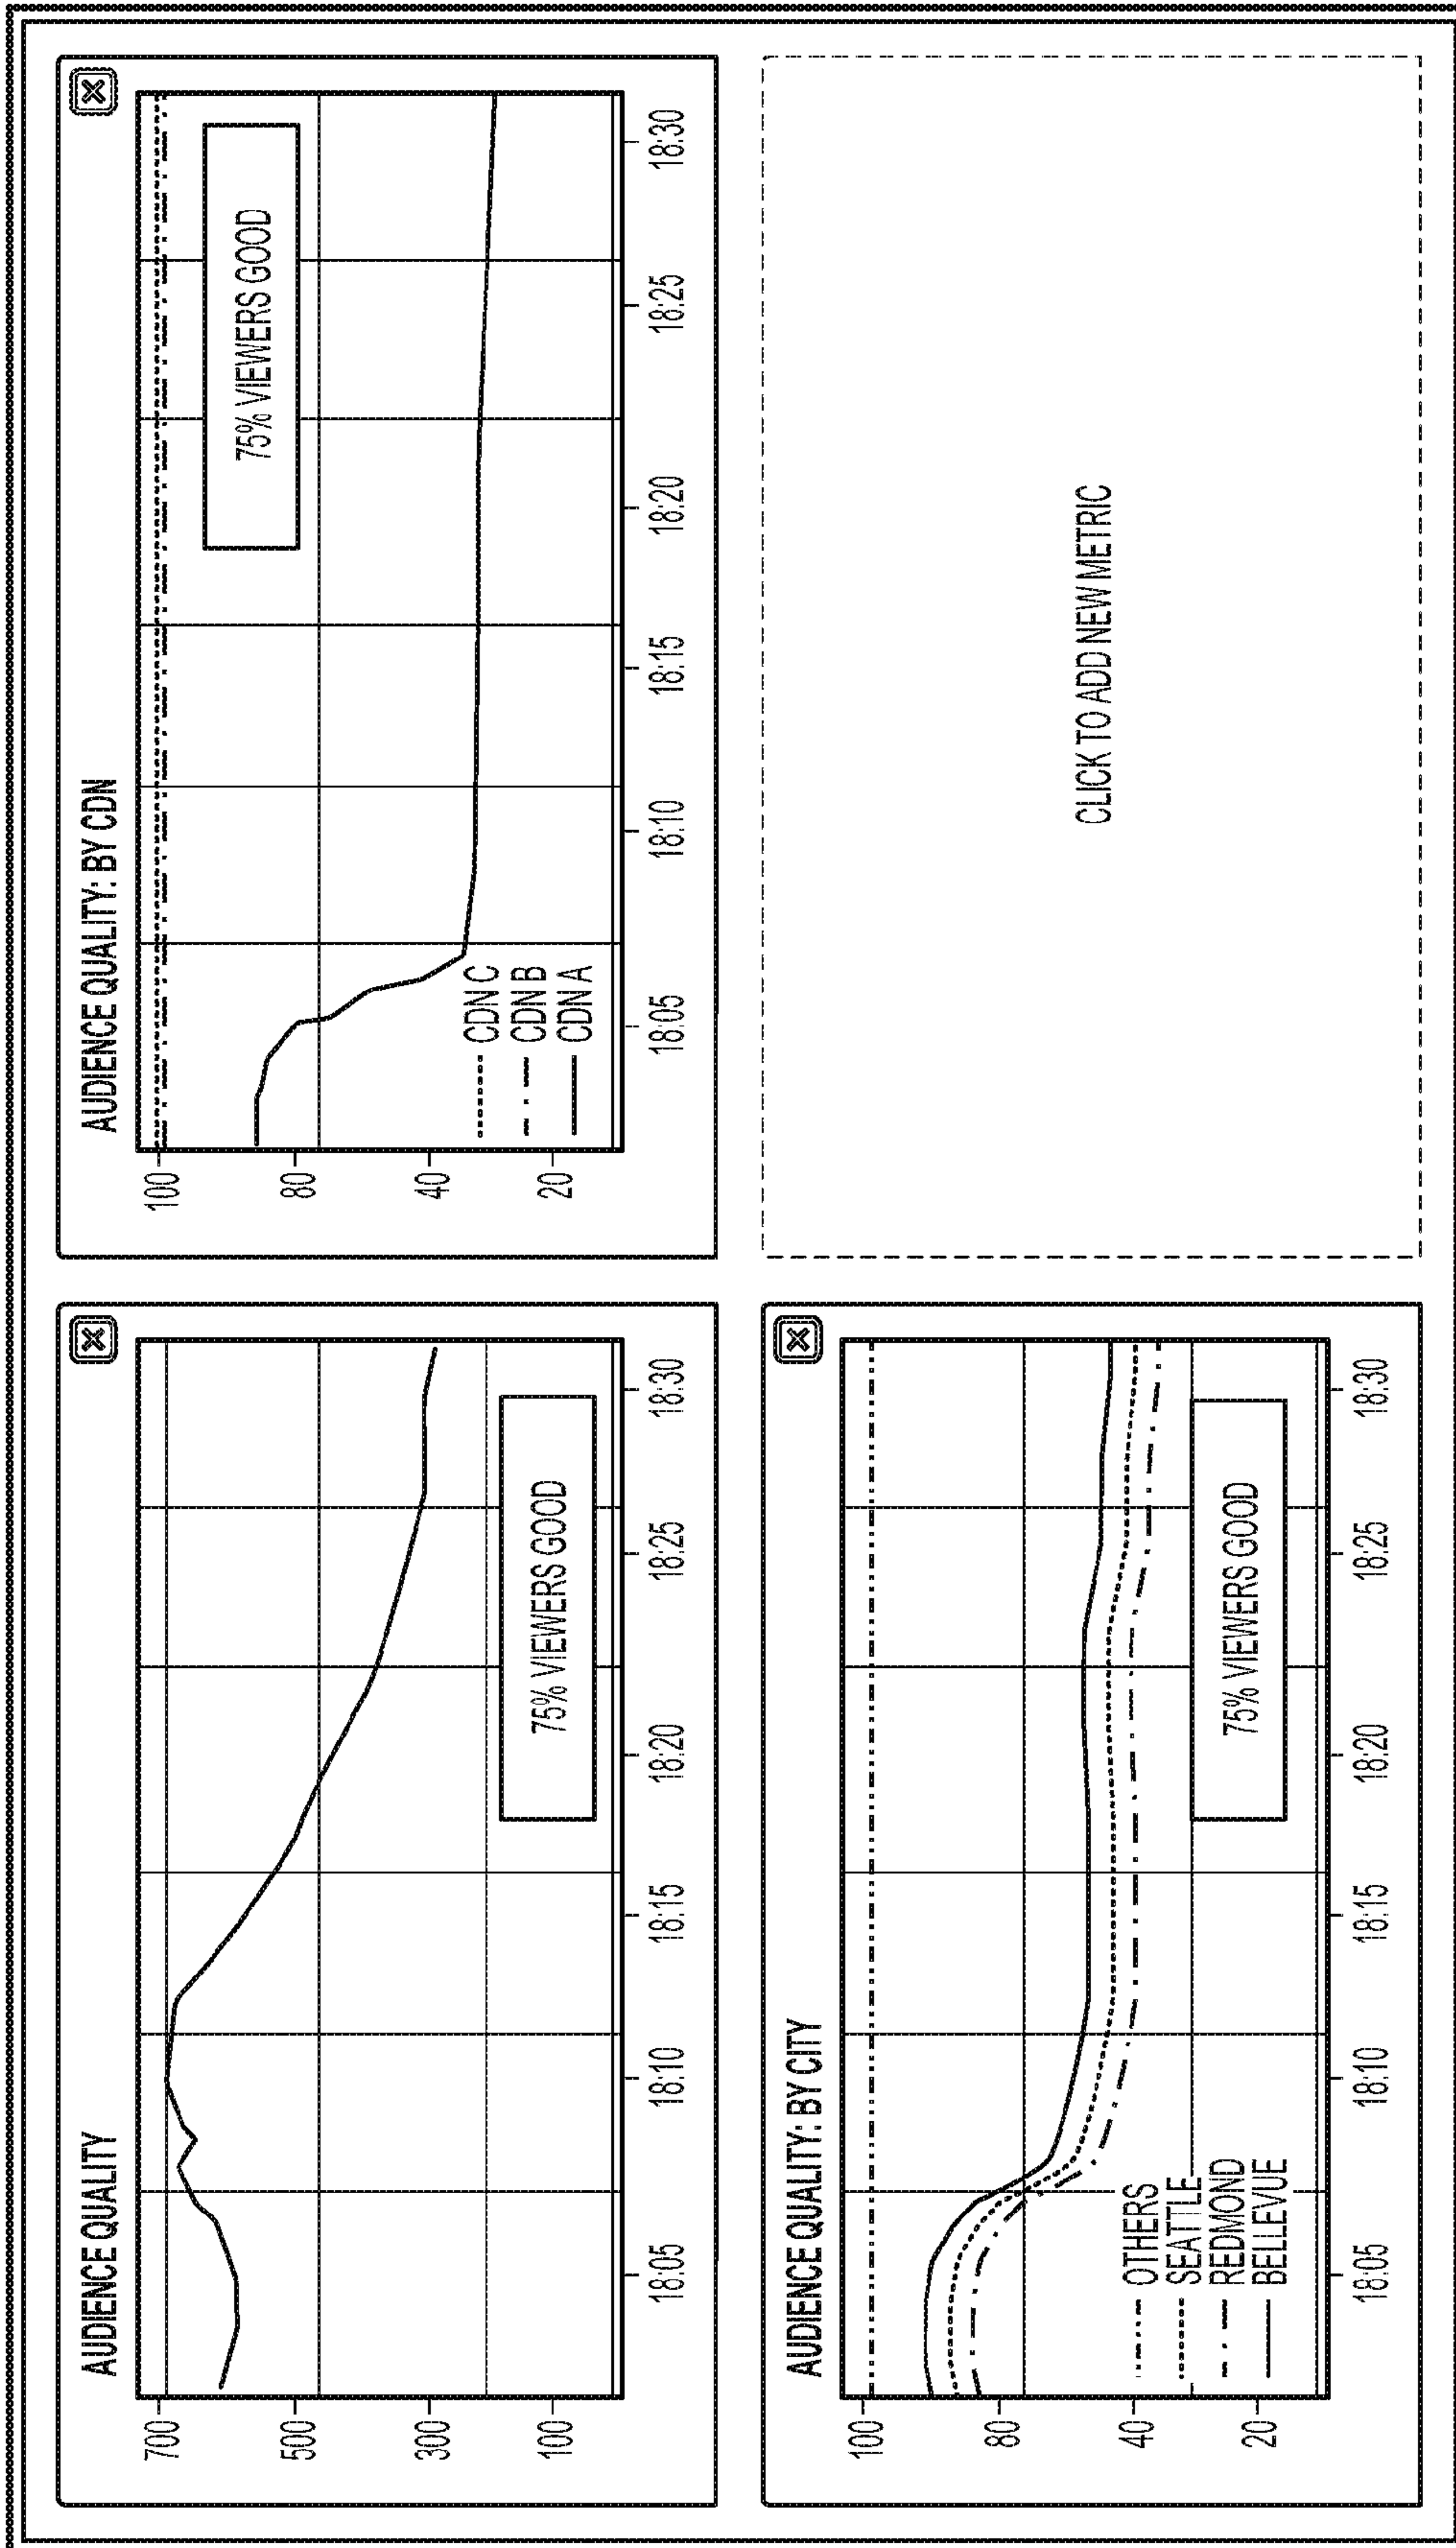 AUDIENCE QUALITY
700
500
300
100
75% VIEWERS GOOD
18:05
18:10
18:15
18:20
18:25
18:30
AUDIENCE QUALITY: BY CDN
100
80
40
20
75% VIEWERS GOOD
CDN C
CDN B
CDN A
18:05
18:10
18:15
18:20
18:25
18:30
AUDIENCE QUALITY: BY CITY
100
80
40
20
OTHERS
SEATTLE
REDMOND
BELLEVUE
75% VIEWERS GOOD
18:05
18:10
18:15
18:20
18:25
18:30
CLICK TO ADD NEW METRIC